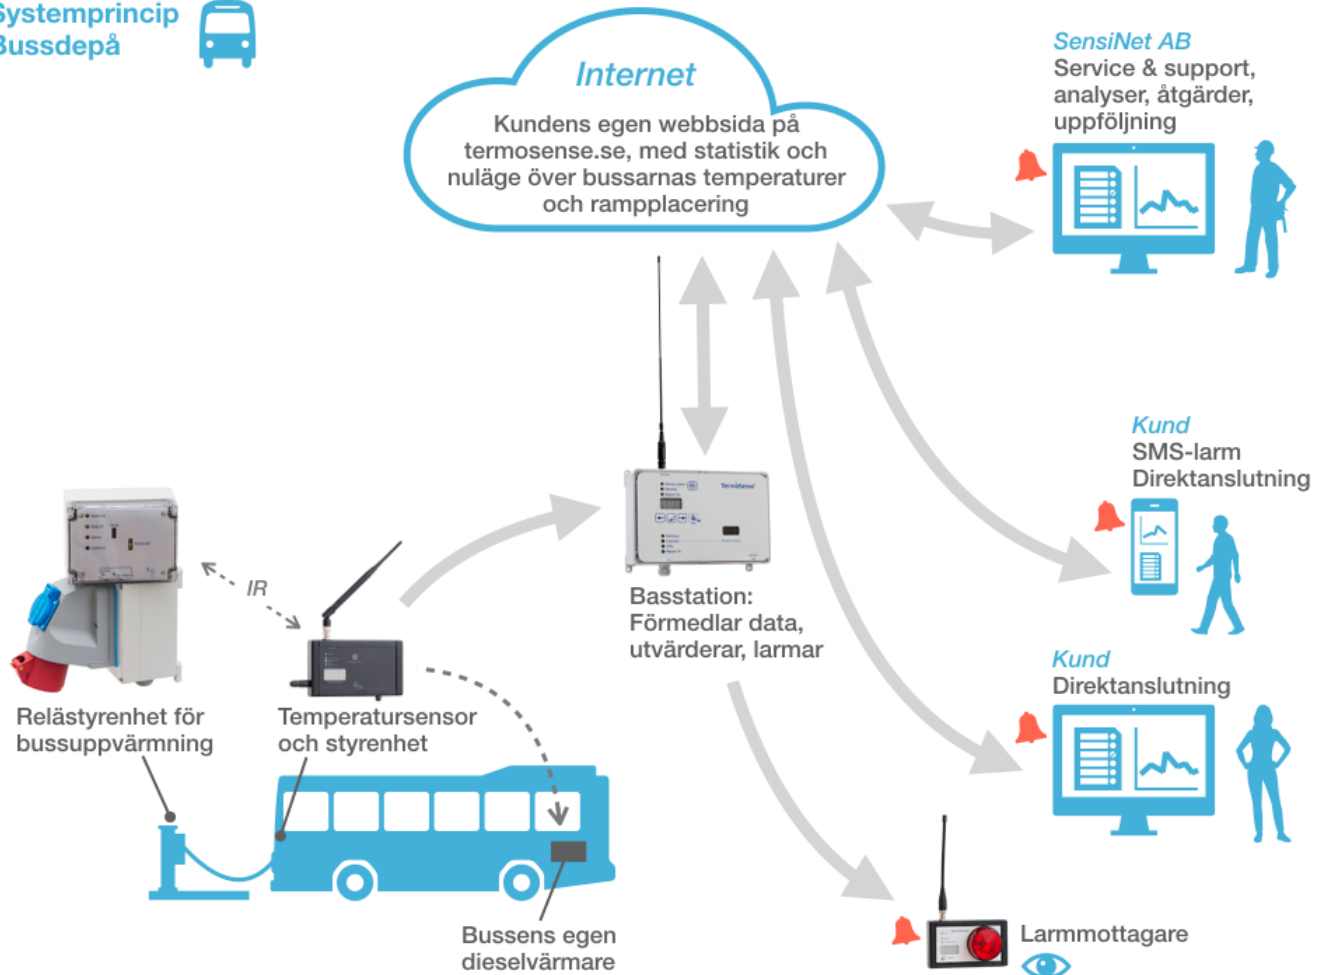 Systemprincip
Bussdepå
Internet
Kundens egen webbsida på
termosense.se, med statistik och
nuläge över bussarnas temperaturer
och rampplacering
SensiNet AB
Service & support,
analyser, åtgärder,
uppföljning
Kund
SMS-larm
Direktanslutning
TermoSense
IR
Basstation:
Förmedlar data,
utvärderar, larmar
Kund
Direktanslutning
Relästyrenhet för
bussuppvärmning
Temperatursensor
och styrenhet
Bussens egen
dieselvärmare
Larmmottagare